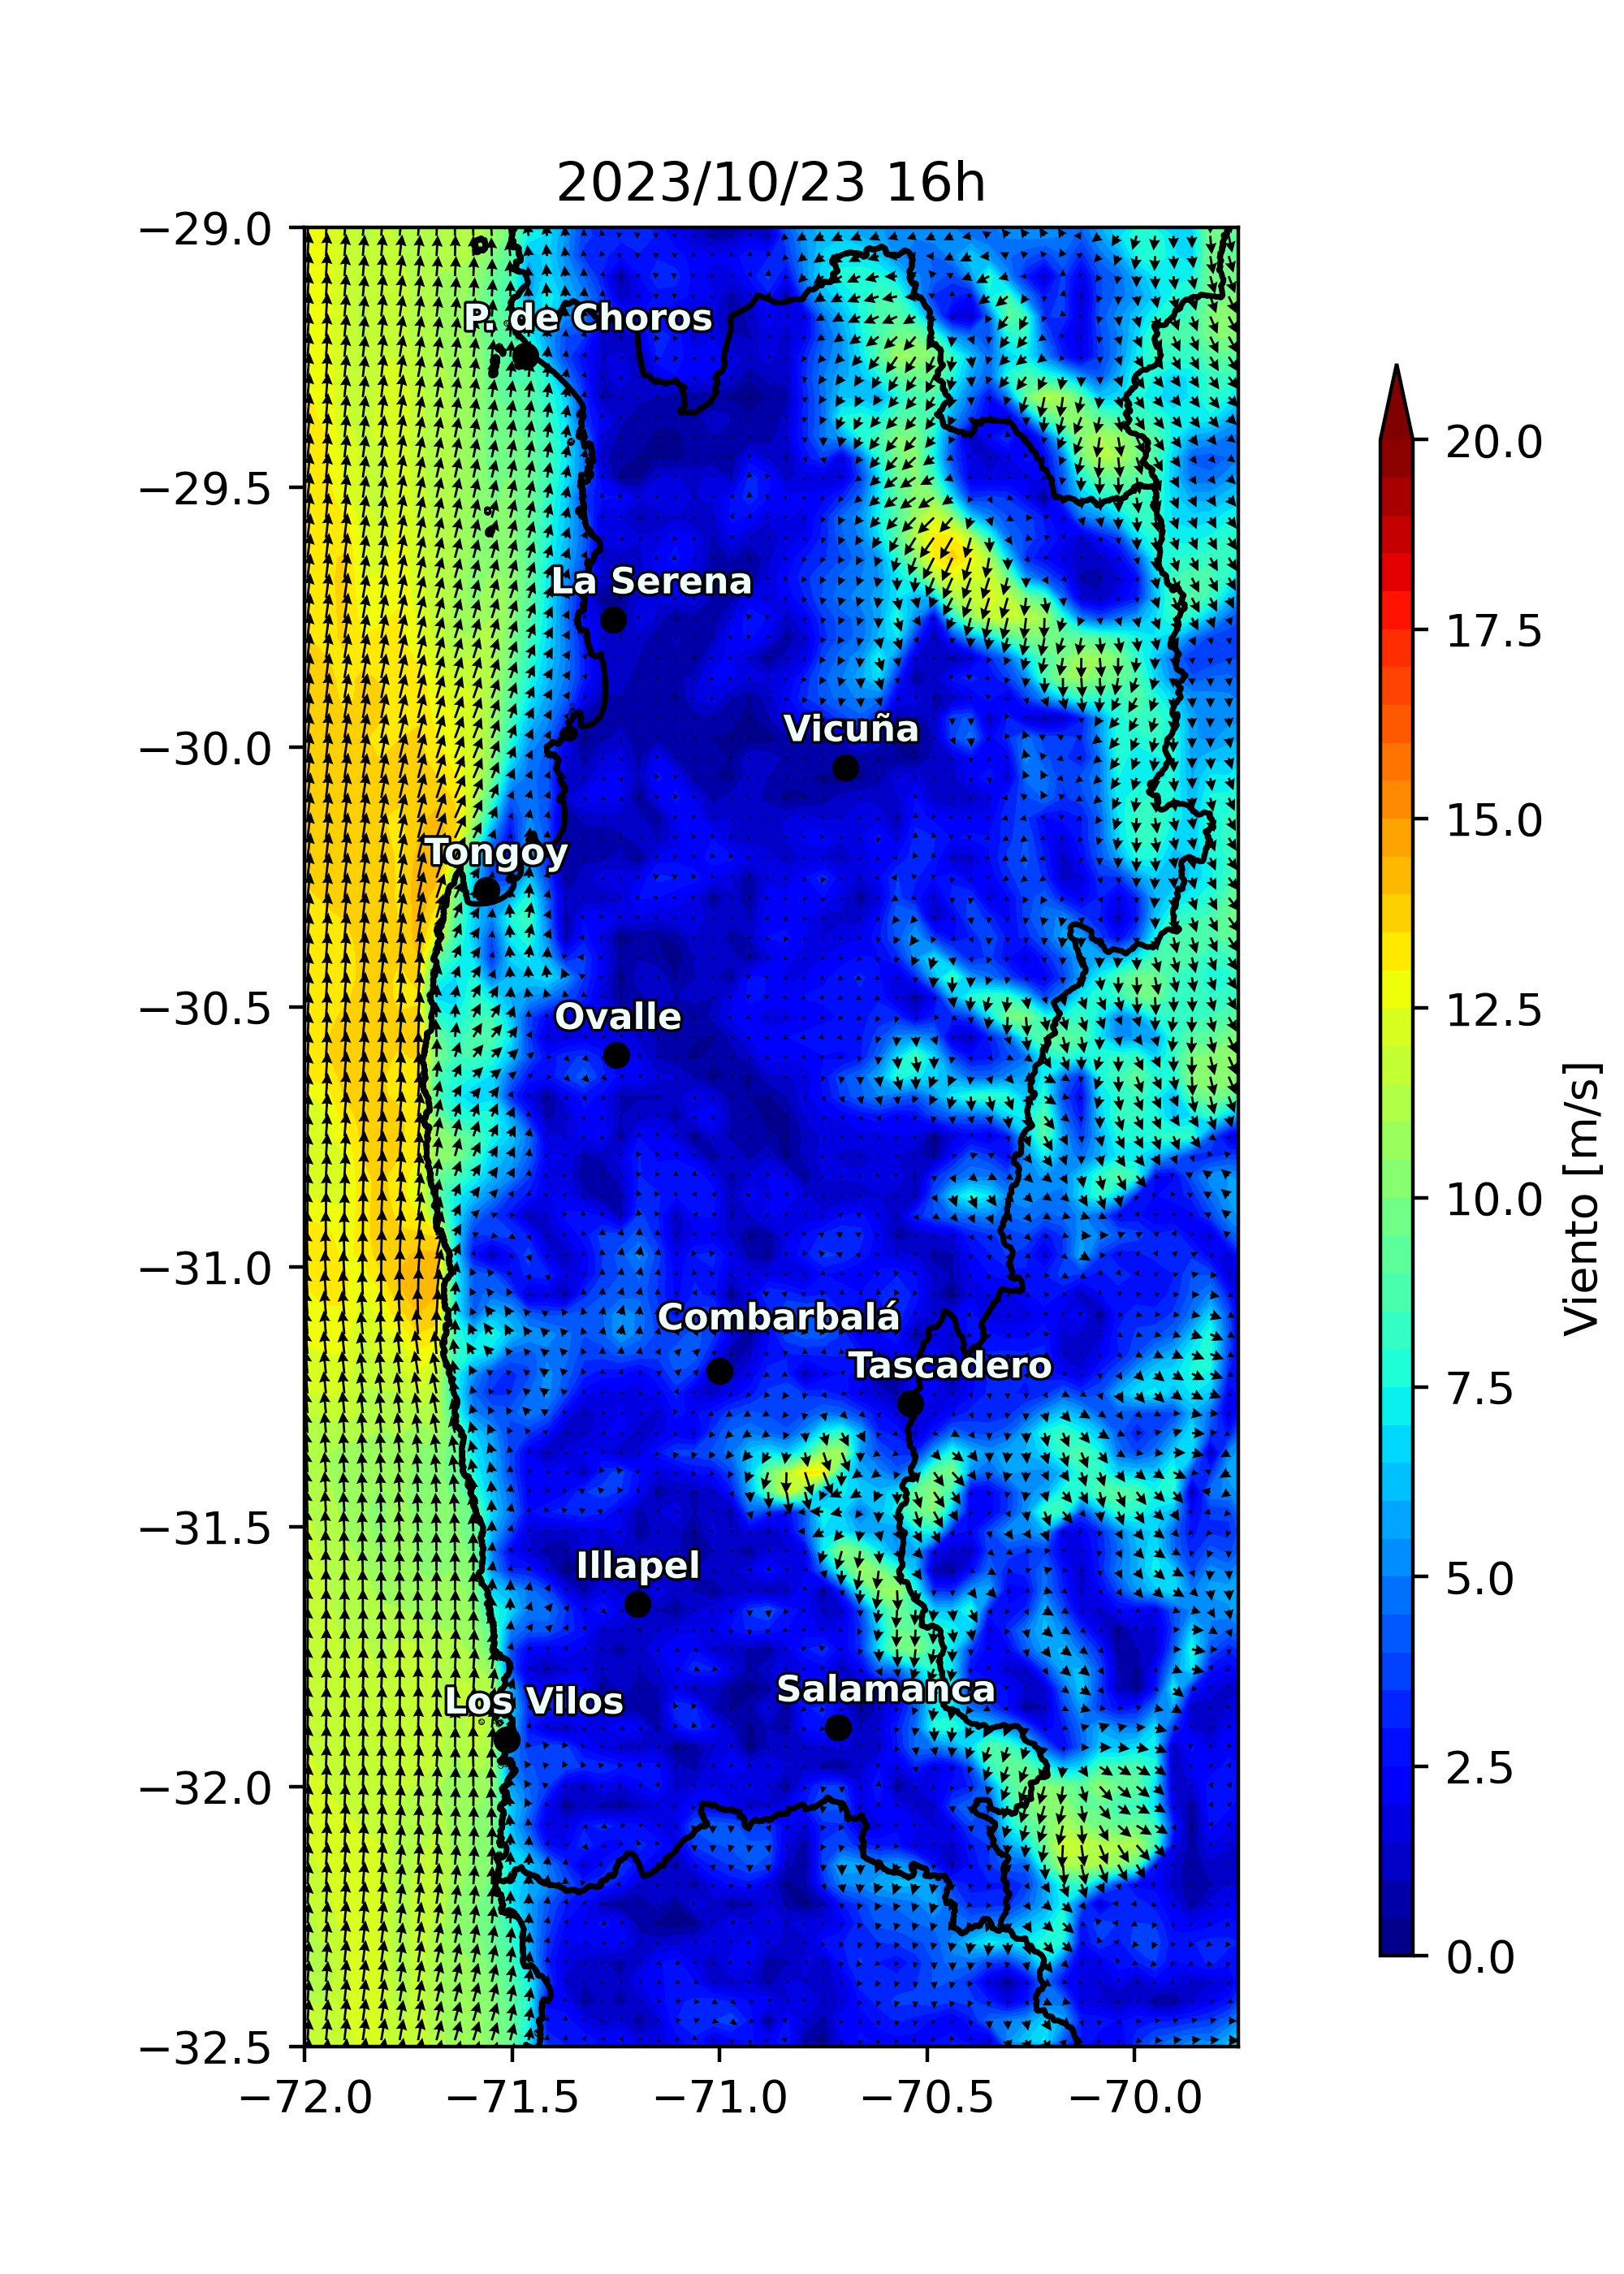 2023/10/23 16h
−29.0
−29.5
−30.0
−30.5
−31.0
−31.5
−32.0
−32.5
−72.0
−71.5
−71.0
−70.5
−70.0
P. de Choros
La Serena
Vicuña
Tongoy
Ovalle
Combarbalá
Tascadero
Illapel
Salamanca
Los Vilos
20.0
17.5
15.0
12.5
10.0
7.5
5.0
2.5
0.0
Viento [m/s]